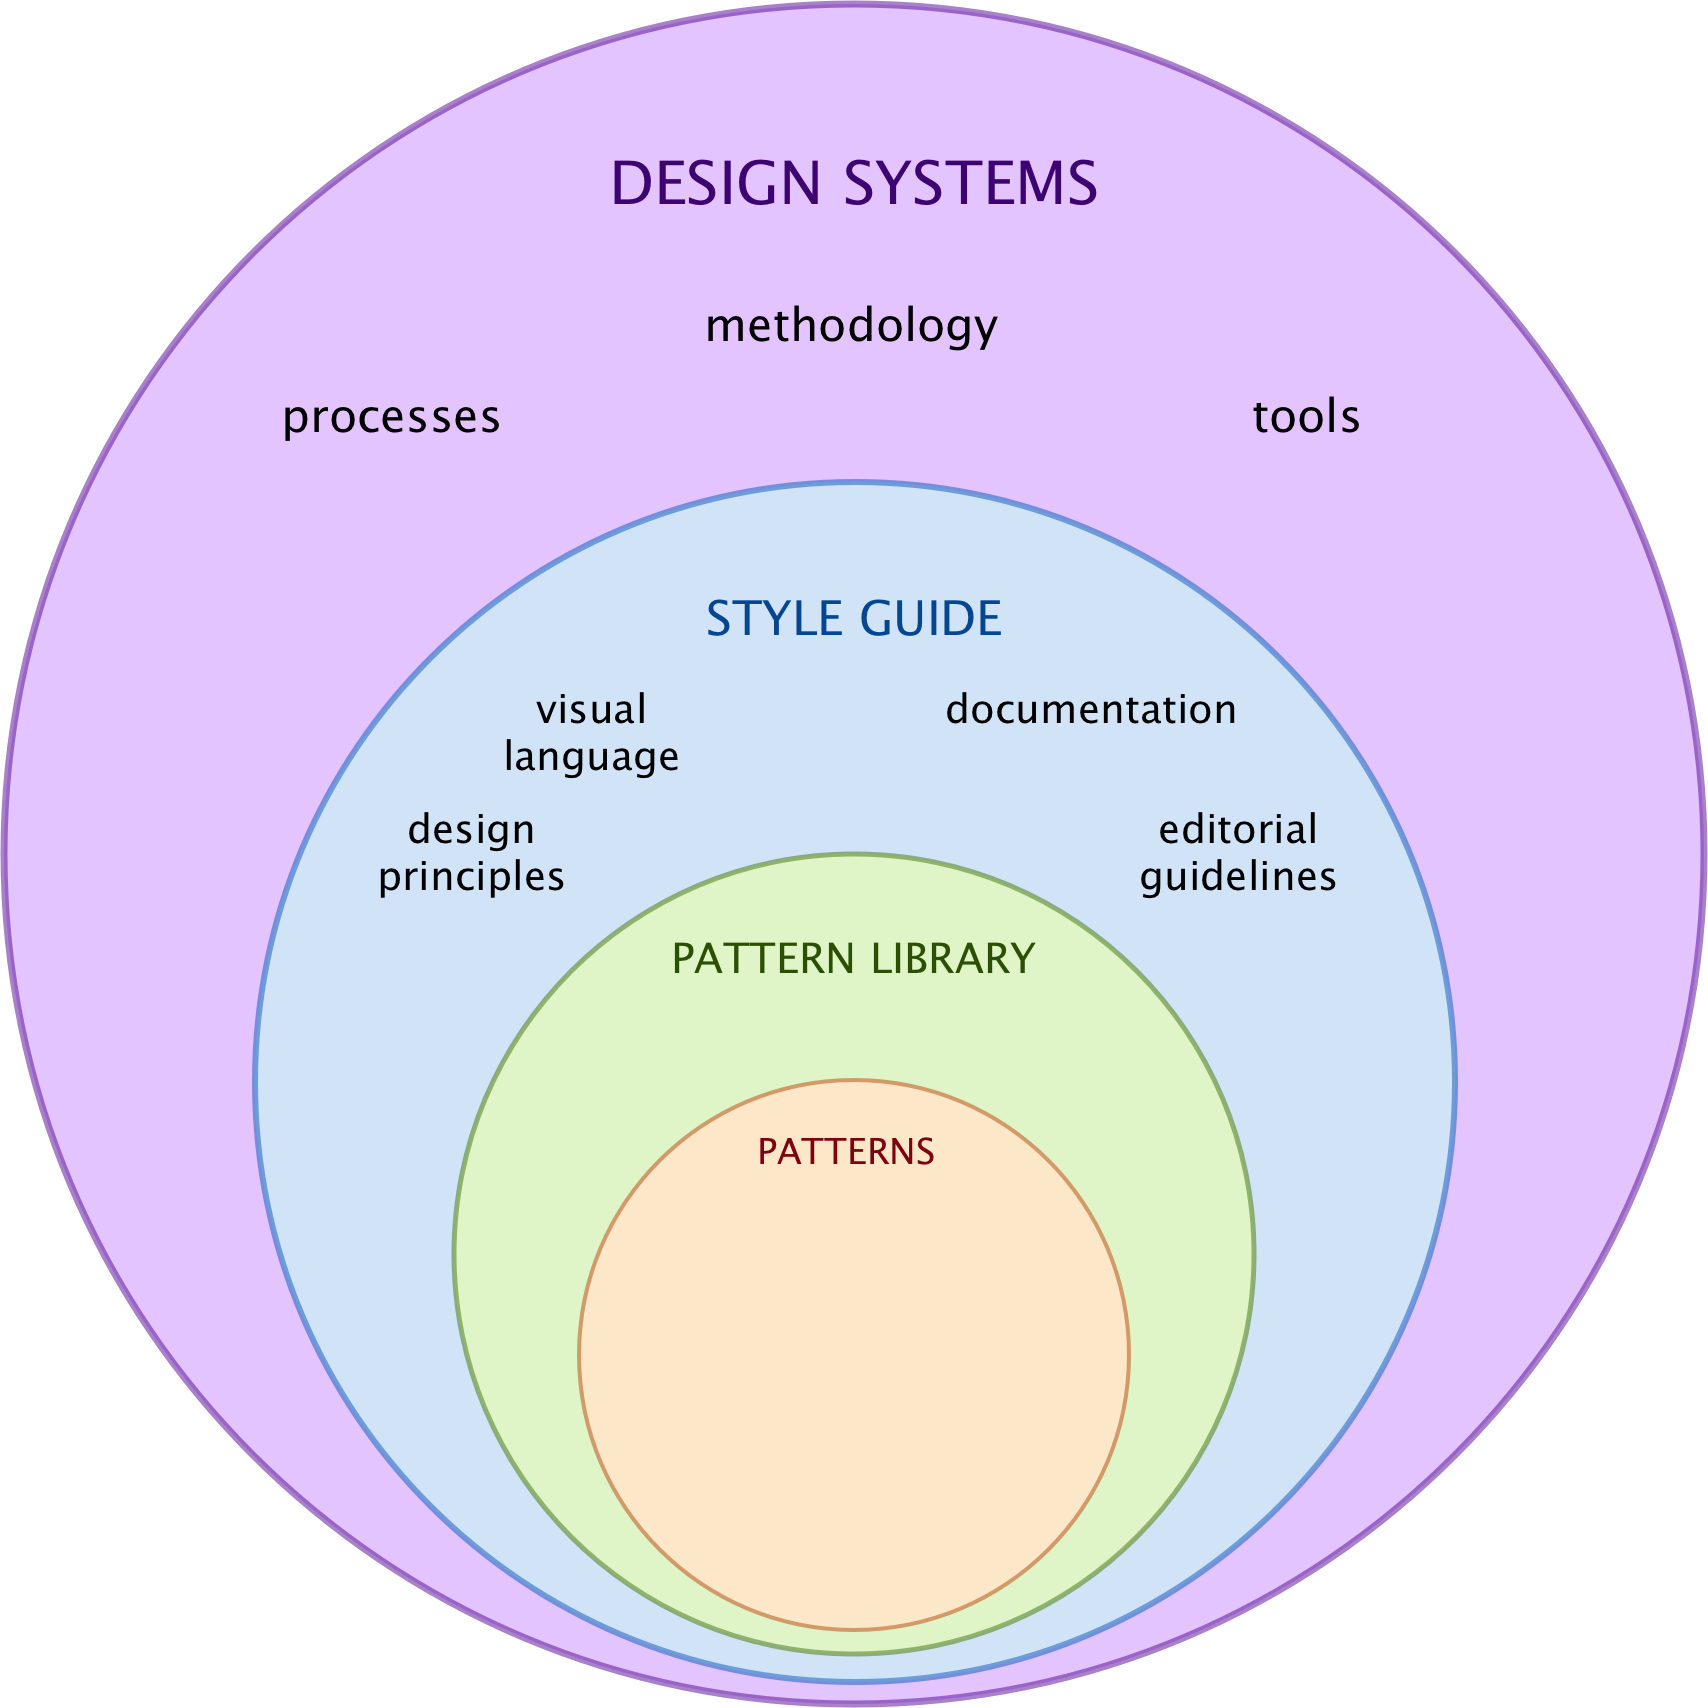 DESIGN SYSTEMS
methodology
processes
tools
STYLE GUIDE
visual
language
documentation
design
principles
editorial
guidelines
PATTERN LIBRARY
PATTERNS